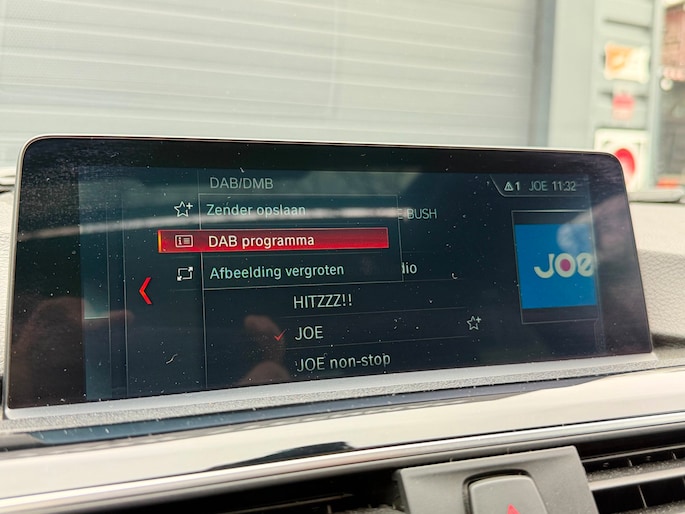 DAB/DMB
1 JOE 11:32
Zender opslaan
E BUSH
DAB programma
Afbeelding vergroten
dio
JOE
HITZZZ!!
JOE
JOE non-stop